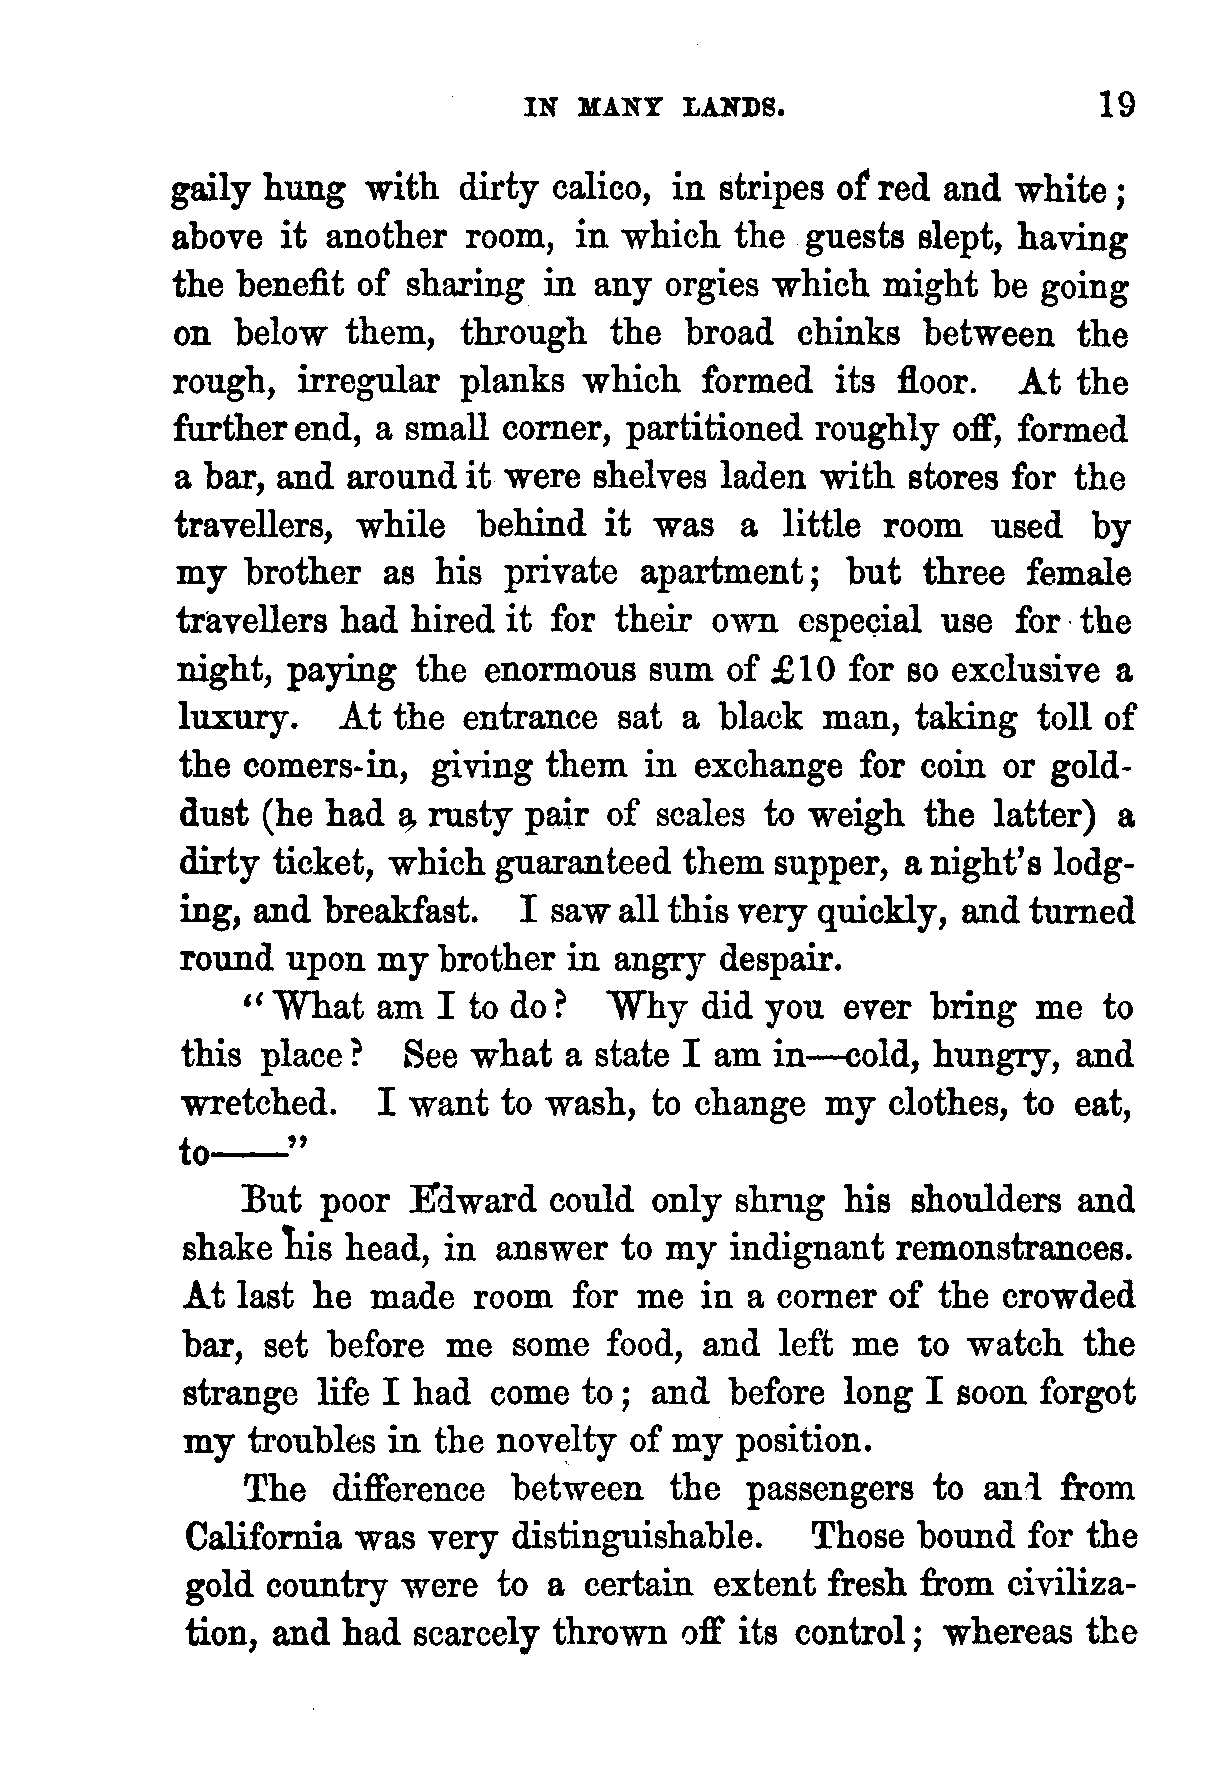 IN MANY LANDS. 19
gaily hung with dirty calico, in stripes of red and white;
above it another room, in which the guests slept, having
the benefit of sharing in any orgies which might be going
on below them, through the broad chinks between the
rough, irregular planks which formed its floor. At the
further end, a small corner, partitioned roughly off, formed
a bar, and around it were shelves laden with stores for the
travellers, while behind it was a little room used by
my brother as his private apartment; but three female
travellers had hired it for their own especial use for the
night, paying the enormous sum of £10 for so exclusive a
luxury. At the entrance sat a black man, taking toll of
the comers-in, giving them in exchange for coin or gold-
dust (he had a rusty pair of scales to weigh the latter) a
dirty ticket, which guaranteed them supper, a night's lodg-
ing, and breakfast. I saw all this very quickly, and turned
round upon my brother in angry despair.
"What am I to do? Why did you ever bring me to
this place? See what a state I am in—cold, hungry, and
wretched. I want to wash, to change my clothes, to eat,
to——"
But poor Edward could only shrug his shoulders and
shake his head, in answer to my indignant remonstrances.
At last he made room for me in a corner of the crowded
bar, set before me some food, and left me to watch the
strange life I had come to; and before long I soon forgot
my troubles in the novelty of my position.
The difference between the passengers to and from
California was very distinguishable. Those bound for the
gold country were to a certain extent fresh from civiliza-
tion, and had scarcely thrown off its control; whereas the